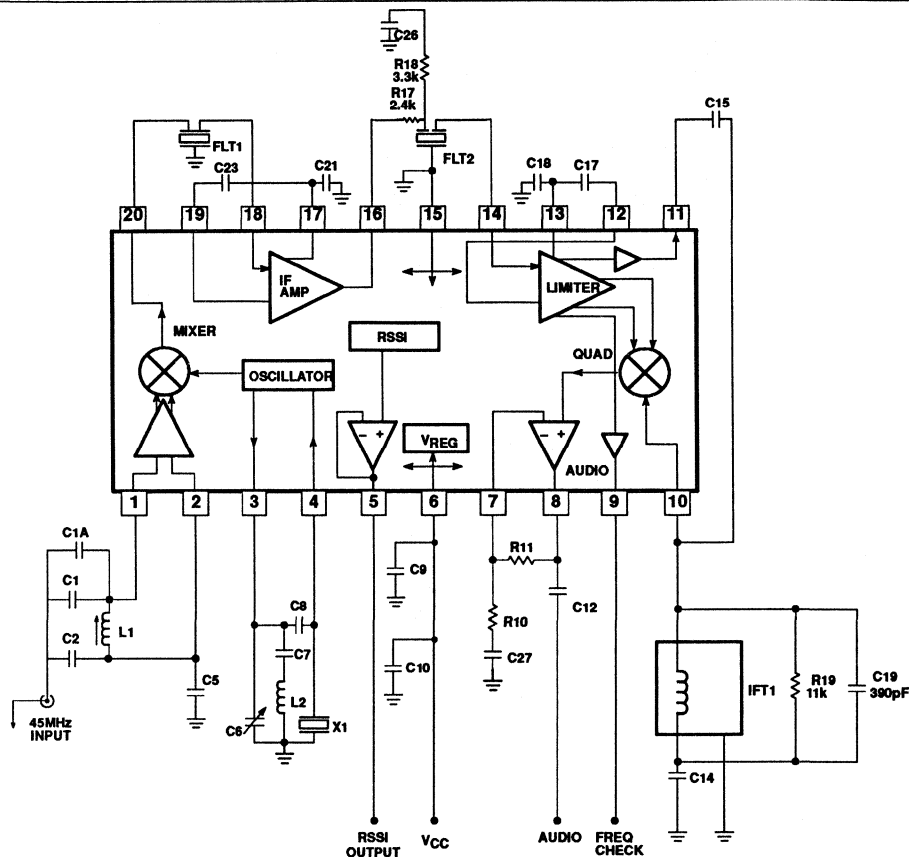 C26
R18
3.3k
R17
2.4k
C15
FLT1
FLT2
C23
C21
C18
C17
20
19
18
17
16
15
14
13
12
11
IF
AMP
LIMITER
MIXER
RSSI
QUAD
OSCILLATOR
VREG
AUDIO
1
2
3
4
5
6
7
8
9
10
C1A
C1
C2
L1
C5
45MHz
INPUT
C8
C7
L2
C6
X1
C9
C10
R11
R10
C12
C27
IFT1
R19
11k
C19
390pF
C14
RSSI
OUTPUT
VCC
AUDIO
FREQ
CHECK